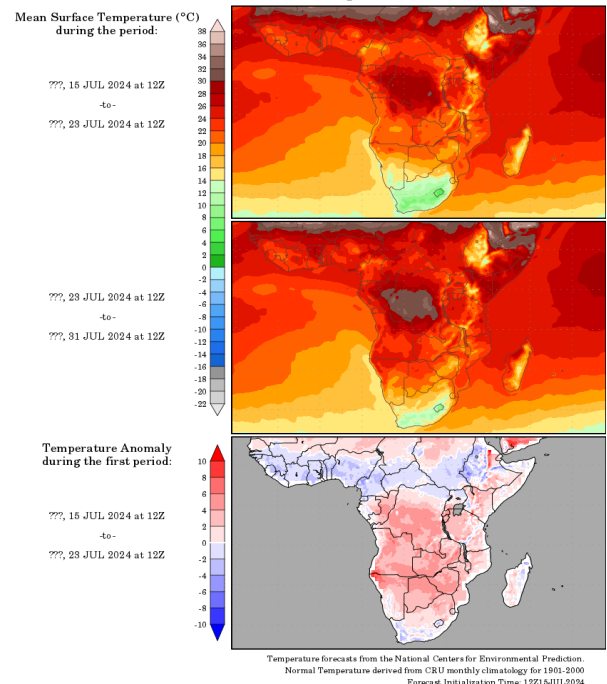 Mean Surface Temperature (°C)
during the period:
???, 15 JUL 2024 at 12Z
-to-
???, 23 JUL 2024 at 12Z
38
36
34
32
30
28
26
24
22
20
18
16
14
12
10
8
6
4
2
0
-2
-4
-6
-8
-10
-12
-14
-16
-18
-20
-22
???, 23 JUL 2024 at 12Z
-to-
???, 31 JUL 2024 at 12Z
Temperature Anomaly
during the first period:
???, 15 JUL 2024 at 12Z
-to-
???, 23 JUL 2024 at 12Z
10
8
6
4
2
0
-2
-4
-6
-8
-10
Temperature forecasts from the National Centers for Environmental Prediction.
Normal Temperature derived from CRU monthly climatology for 1901-2000
Forecast Initialization Time: 12Z15JUL2024